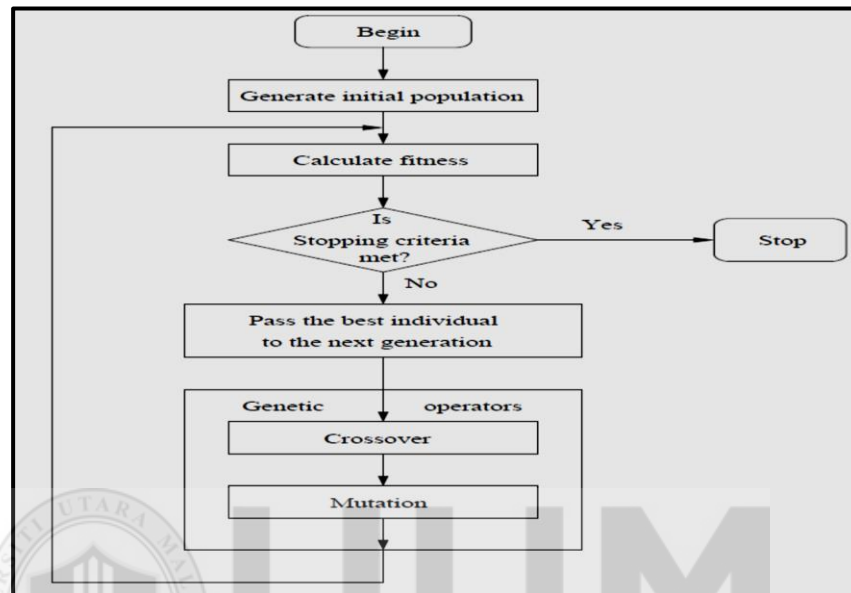 Begin
Generate initial population
Calculate fitness
Is
Stopping criteria
met?
Yes
Stop
No
Pass the best individual
to the next generation
Genetic operators
Crossover
Mutation
UTARA
UUM